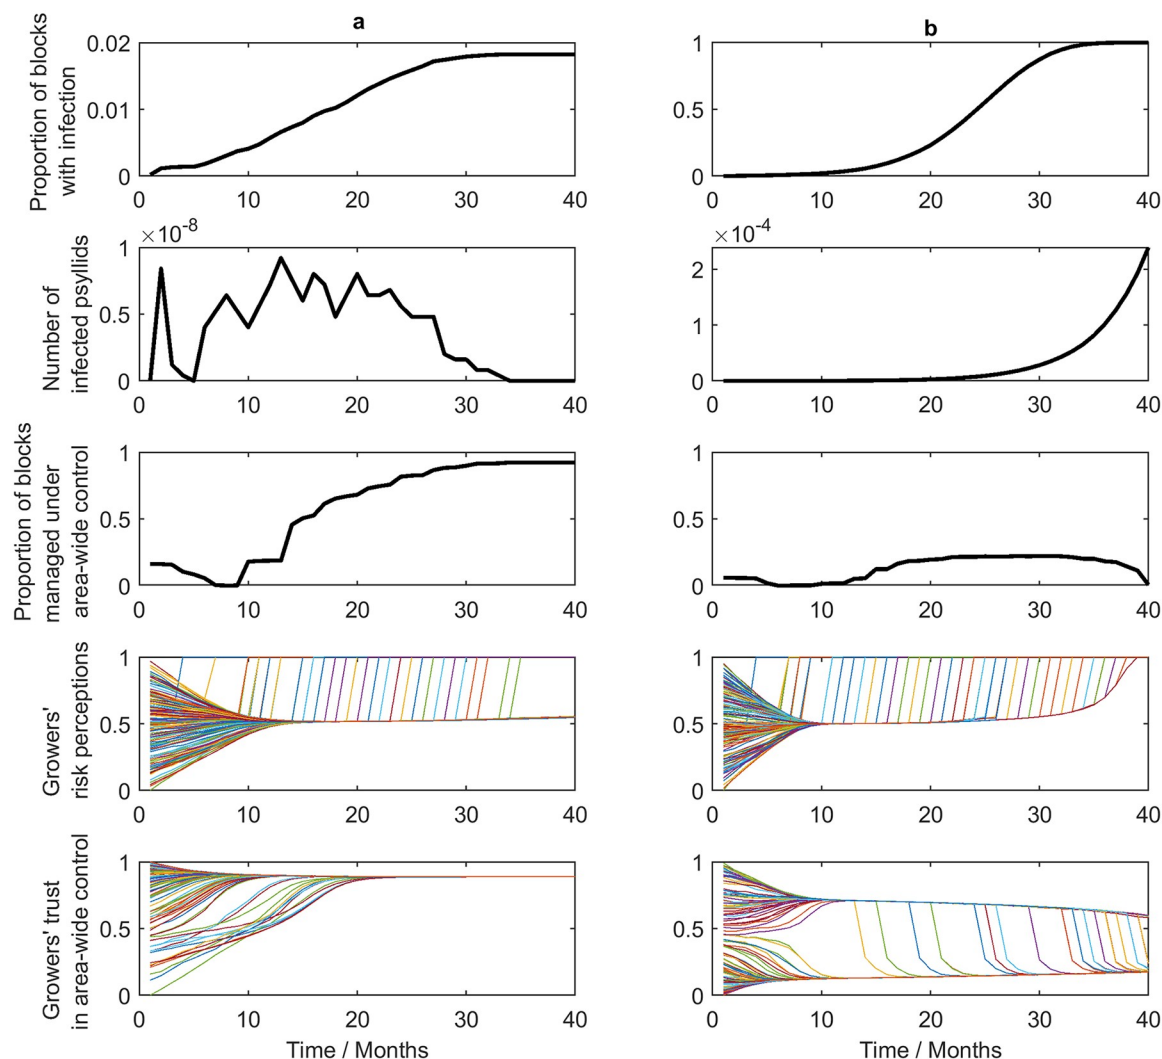 a
b
Proportion of blocks
with infection
0.02
0.01
0
0 10 20 30 40
1
0.5
0
0 10 20 30 40
Number of
infected psyllids
×10-8
1
0.5
0
0 10 20 30 40
×10-4
2
1
0
0 10 20 30 40
Proportion of blocks
managed under
area-wide control
1
0.5
0
0 10 20 30 40
1
0.5
0
0 10 20 30 40
Growers'
risk perceptions
1
0.5
0
0 10 20 30 40
1
0.5
0
0 10 20 30 40
Growers' trust
in area-wide control
1
0.5
0
0 10 20 30 40
Time / Months
1
0.5
0
0 10 20 30 40
Time / Months